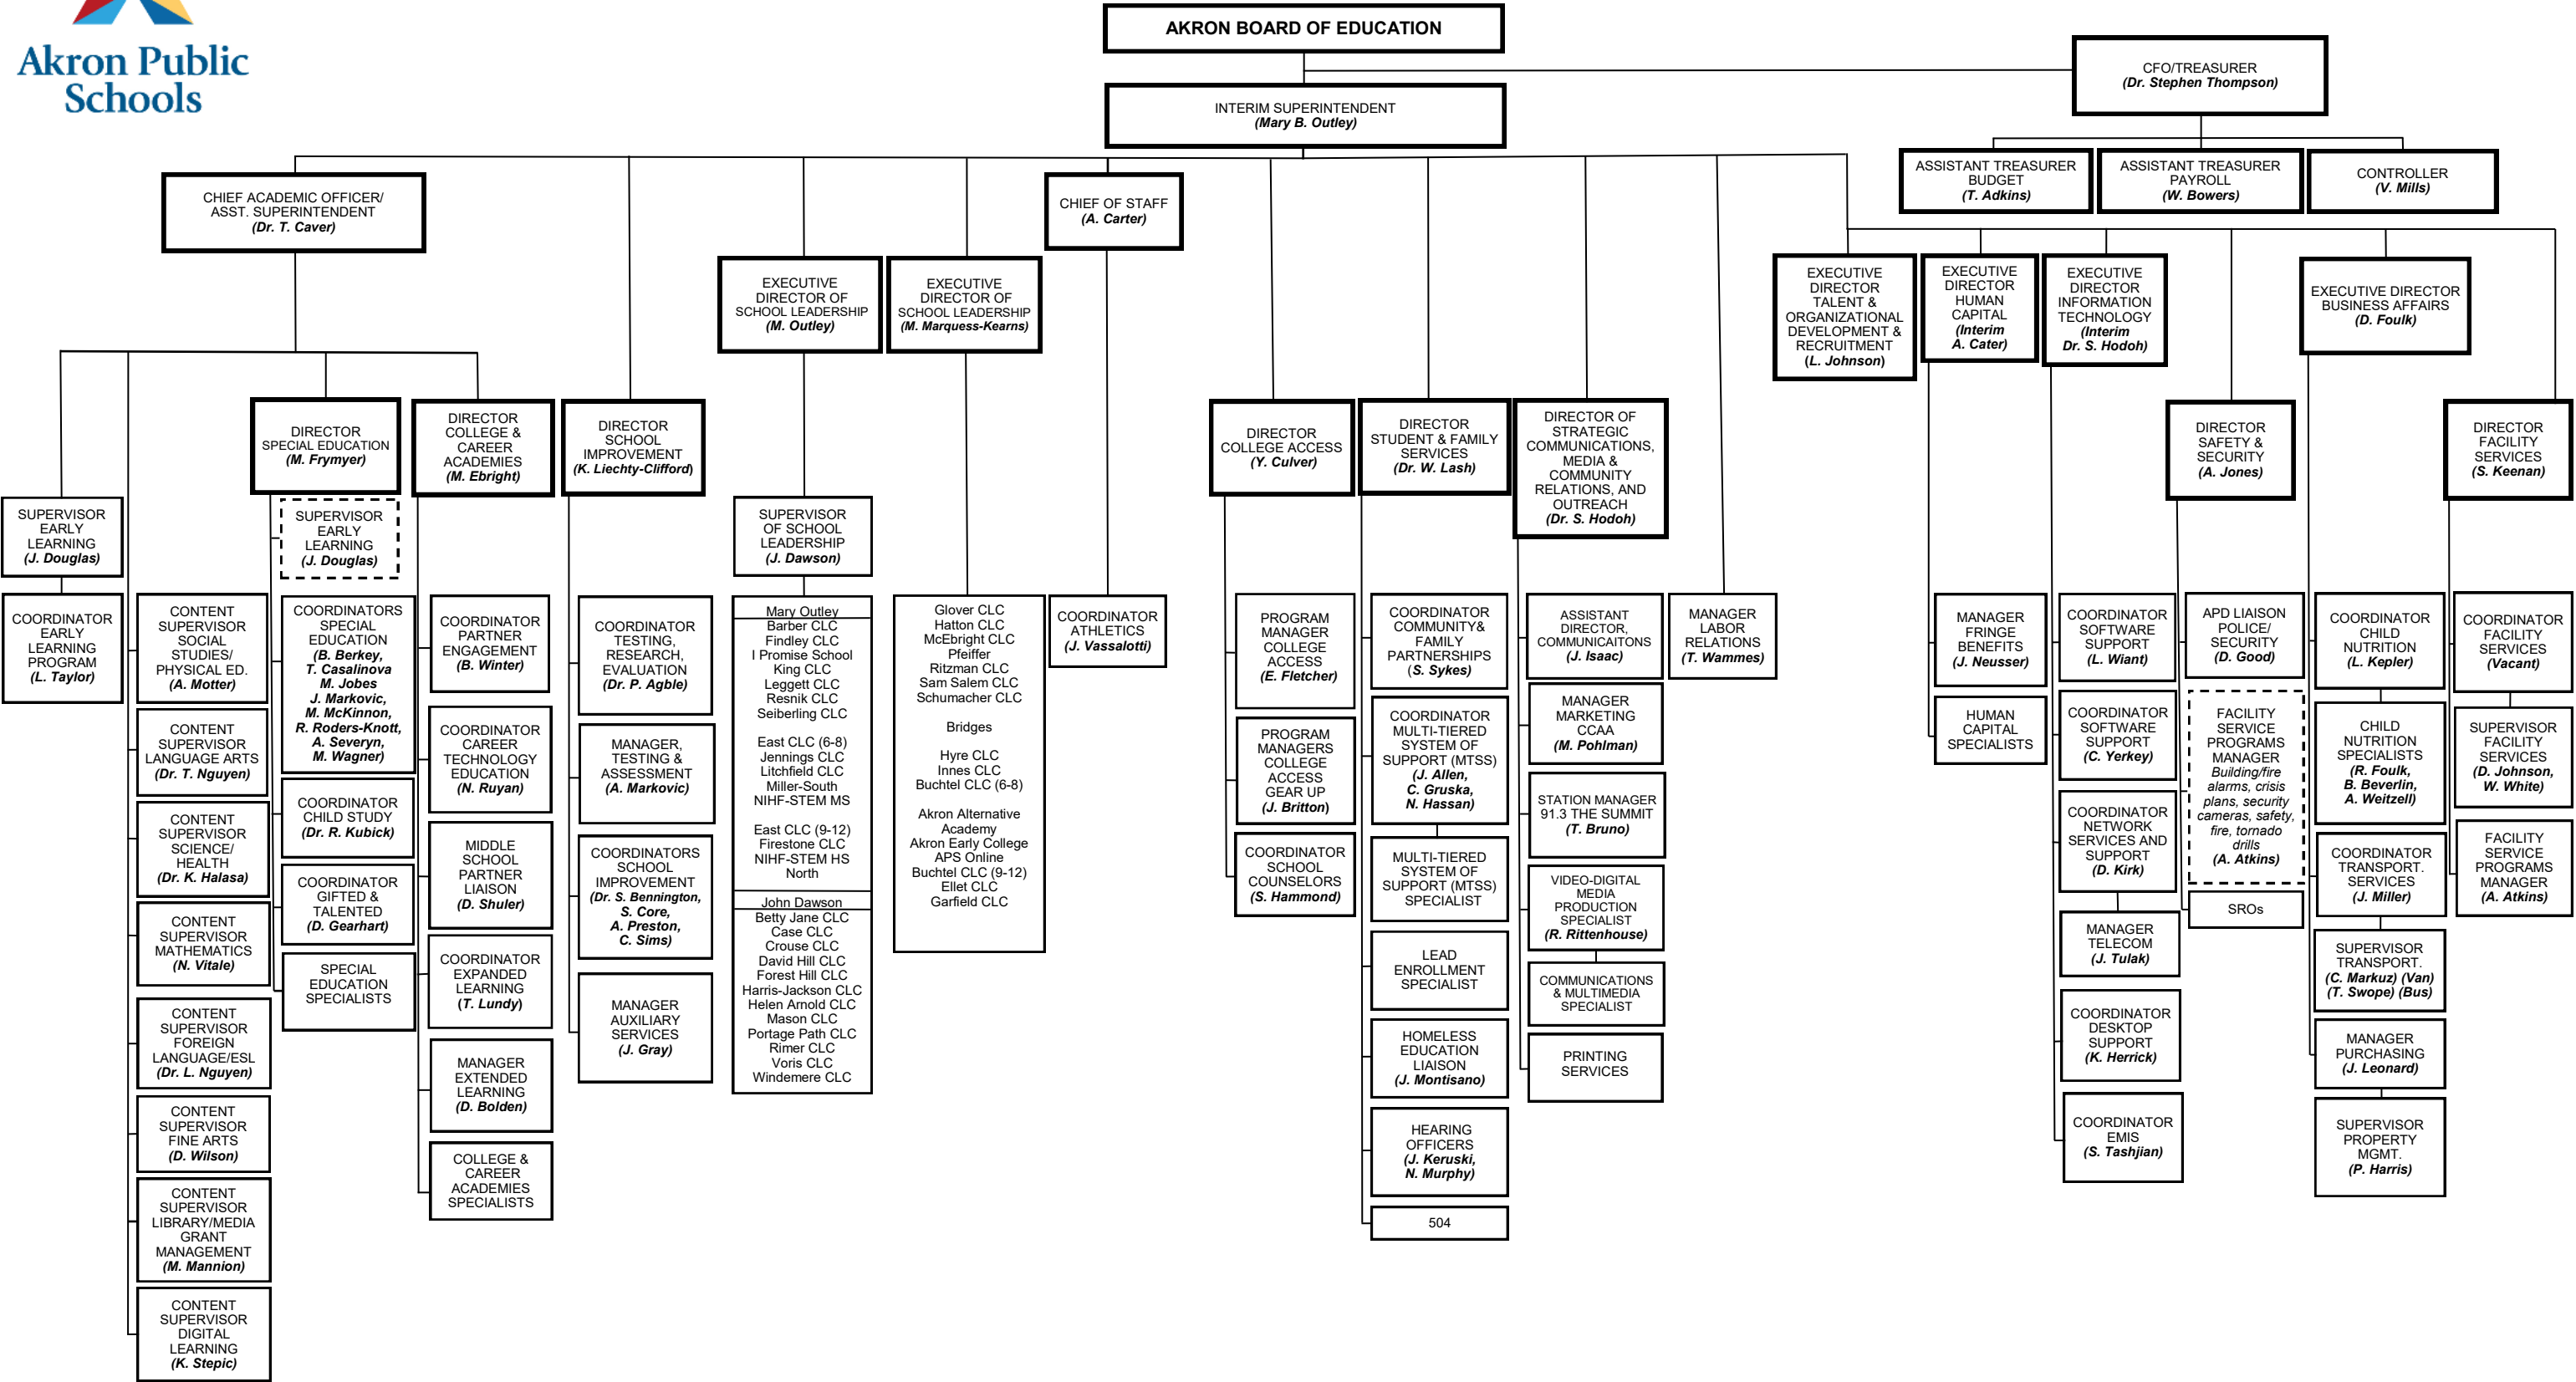 Akron Public
Schools
AKRON BOARD OF EDUCATION
CFO/TREASURER
(Dr. Stephen Thompson)
INTERIM SUPERINTENDENT
(Mary B. Outley)
ASSISTANT TREASURER
BUDGET
(T. Adkins)
ASSISTANT TREASURER
PAYROLL
(W. Bowers)
CONTROLLER
(V. Mills)
CHIEF ACADEMIC OFFICER/
ASST. SUPERINTENDENT
(Dr. T. Caver)
CHIEF OF STAFF
(A. Carter)
EXECUTIVE
DIRECTOR OF
SCHOOL LEADERSHIP
(M. Outley)
EXECUTIVE
DIRECTOR OF
SCHOOL LEADERSHIP
(M. Marquess-Kearns)
EXECUTIVE
DIRECTOR
TALENT &
ORGANIZATIONAL
DEVELOPMENT &
RECRUITMENT
(L. Johnson)
EXECUTIVE
DIRECTOR
HUMAN
CAPITAL
(Interim
A. Cater)
EXECUTIVE
DIRECTOR
INFORMATION
TECHNOLOGY
(Interim
Dr. S. Hodoh)
EXECUTIVE DIRECTOR
BUSINESS AFFAIRS
(D. Foulk)
DIRECTOR
SPECIAL EDUCATION
(M. Frymyer)
DIRECTOR
COLLEGE &
CAREER
ACADEMIES
(M. Ebright)
DIRECTOR
SCHOOL
IMPROVEMENT
(K. Liechty-Clifford)
DIRECTOR
COLLEGE ACCESS
(Y. Culver)
DIRECTOR
STUDENT & FAMILY
SERVICES
(Dr. W. Lash)
DIRECTOR OF
STRATEGIC
COMMUNICATIONS,
MEDIA &
COMMUNITY
RELATIONS, AND
OUTREACH
(Dr. S. Hodoh)
DIRECTOR
SAFETY &
SECURITY
(A. Jones)
DIRECTOR
FACILITY
SERVICES
(S. Keenan)
SUPERVISOR
EARLY
LEARNING
(J. Douglas)
SUPERVISOR
EARLY
LEARNING
(J. Douglas)
SUPERVISOR
OF SCHOOL
LEADERSHIP
(J. Dawson)
COORDINATOR
EARLY
LEARNING
PROGRAM
(L. Taylor)
CONTENT
SUPERVISOR
SOCIAL
STUDIES/
PHYSICAL ED.
(A. Motter)
CONTENT
SUPERVISOR
LANGUAGE ARTS
(Dr. T. Nguyen)
CONTENT
SUPERVISOR
SCIENCE/
HEALTH
(Dr. K. Halasa)
CONTENT
SUPERVISOR
MATHEMATICS
(N. Vitale)
CONTENT
SUPERVISOR
FOREIGN
LANGUAGE/ESL
(Dr. L. Nguyen)
CONTENT
SUPERVISOR
FINE ARTS
(D. Wilson)
CONTENT
SUPERVISOR
LIBRARY/MEDIA
GRANT
MANAGEMENT
(M. Mannion)
CONTENT
SUPERVISOR
DIGITAL
LEARNING
(K. Stepic)
COORDINATORS
SPECIAL
EDUCATION
(B. Berkey,
T. Casalinova
M. Jobes
J. Markovic,
M. McKinnon,
R. Roders-Knott,
A. Severyn,
M. Wagner)
COORDINATOR
CHILD STUDY
(Dr. R. Kubick)
COORDINATOR
GIFTED &
TALENTED
(D. Gearhart)
SPECIAL
EDUCATION
SPECIALISTS
COORDINATOR
PARTNER
ENGAGEMENT
(B. Winter)
COORDINATOR
CAREER
TECHNOLOGY
EDUCATION
(N. Ruyan)
MIDDLE
SCHOOL
PARTNER
LIAISON
(D. Shuler)
COORDINATOR
EXPANDED
LEARNING
(T. Lundy)
MANAGER
EXTENDED
LEARNING
(D. Bolden)
COLLEGE &
CAREER
ACADEMIES
SPECIALISTS
COORDINATOR
TESTING,
RESEARCH,
EVALUATION
(Dr. P. Agble)
MANAGER,
TESTING &
ASSESSMENT
(A. Markovic)
COORDINATORS
SCHOOL
IMPROVEMENT
(Dr. S. Bennington,
S. Core,
A. Preston,
C. Sims)
MANAGER
AUXILIARY
SERVICES
(J. Gray)
Mary Outley
Barber CLC
Findley CLC
I Promise School
King CLC
Leggett CLC
Resnik CLC
Seiberling CLC
East CLC (6-8)
Jennings CLC
Litchfield CLC
Miller-South
NIHF-STEM MS
East CLC (9-12)
Firestone CLC
NIHF-STEM HS
North
John Dawson
Betty Jane CLC
Case CLC
Crouse CLC
David Hill CLC
Forest Hill CLC
Harris-Jackson CLC
Helen Arnold CLC
Mason CLC
Portage Path CLC
Rimer CLC
Voris CLC
Windemere CLC
Glover CLC
Hatton CLC
McEbright CLC
Pfeiffer
Ritzman CLC
Sam Salem CLC
Schumacher CLC
Bridges
Hyre CLC
Innes CLC
Buchtel CLC (6-8)
Akron Alternative
Academy
Akron Early College
APS Online
Buchtel CLC (9-12)
Ellet CLC
Garfield CLC
COORDINATOR
ATHLETICS
(J. Vassalotti)
PROGRAM
MANAGER
COLLEGE
ACCESS
(E. Fletcher)
PROGRAM
MANAGERS
COLLEGE
ACCESS
GEAR UP
(J. Britton)
COORDINATOR
SCHOOL
COUNSELORS
(S. Hammond)
COORDINATOR
COMMUNITY&
FAMILY
PARTNERSHIPS
(S. Sykes)
COORDINATOR
MULTI-TIERED
SYSTEM OF
SUPPORT (MTSS)
(J. Allen,
C. Gruska,
N. Hassan)
MULTI-TIERED
SYSTEM OF
SUPPORT (MTSS)
SPECIALIST
LEAD
ENROLLMENT
SPECIALIST
HOMELESS
EDUCATION
LIAISON
(J. Montisano)
HEARING
OFFICERS
(J. Keruski,
N. Murphy)
504
ASSISTANT
DIRECTOR,
COMMUNICAITONS
(J. Isaac)
MANAGER
MARKETING
CCAA
(M. Pohlman)
STATION MANAGER
91.3 THE SUMMIT
(T. Bruno)
VIDEO-DIGITAL
MEDIA
PRODUCTION
SPECIALIST
(R. Rittenhouse)
COMMUNICATIONS
& MULTIMEDIA
SPECIALIST
PRINTING
SERVICES
MANAGER
LABOR
RELATIONS
(T. Wammes)
MANAGER
FRINGE
BENEFITS
(J. Neusser)
HUMAN
CAPITAL
SPECIALISTS
COORDINATOR
SOFTWARE
SUPPORT
(L. Wiant)
COORDINATOR
SOFTWARE
SUPPORT
(C. Yerkey)
COORDINATOR
NETWORK
SERVICES AND
SUPPORT
(D. Kirk)
MANAGER
TELECOM
(J. Tulak)
COORDINATOR
DESKTOP
SUPPORT
(K. Herrick)
COORDINATOR
EMIS
(S. Tashjian)
APD LIAISON
POLICE/
SECURITY
(D. Good)
FACILITY
SERVICE
PROGRAMS
MANAGER
Building/fire
alarms, crisis
plans, security
cameras, safety,
fire, tornado
drills
(A. Atkins)
SROs
COORDINATOR
CHILD
NUTRITION
(L. Kepler)
CHILD
NUTRITION
SPECIALISTS
(R. Foulk,
B. Beverlin,
A. Weitzell)
COORDINATOR
TRANSPORT.
SERVICES
(J. Miller)
SUPERVISOR
TRANSPORT.
(C. Markuz) (Van)
(T. Swope) (Bus)
MANAGER
PURCHASING
(J. Leonard)
SUPERVISOR
PROPERTY
MGMT.
(P. Harris)
COORDINATOR
FACILITY
SERVICES
(Vacant)
SUPERVISOR
FACILITY
SERVICES
(D. Johnson,
W. White)
FACILITY
SERVICE
PROGRAMS
MANAGER
(A. Atkins)